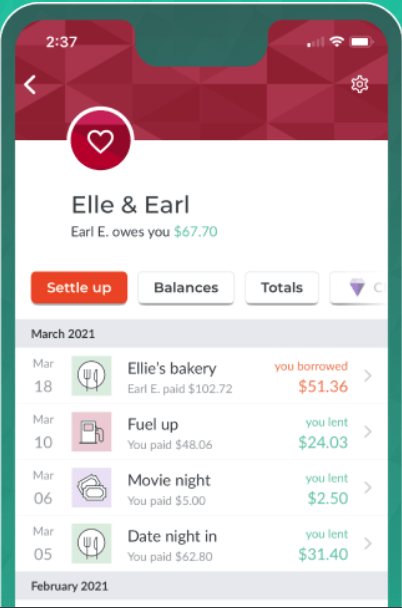 2:37
Elle & Earl
Earl E. owes you $67.70
Settle up
Balances
Totals
March 2021
Mar 18
Ellie's bakery
Earl E. paid $102.72
you borrowed
$51.36
Mar 10
Fuel up
You paid $48.06
you lent
$24.03
Mar 06
Movie night
You paid $5.00
you lent
$2.50
Mar 05
Date night in
You paid $62.80
you lent
$31.40
February 2021